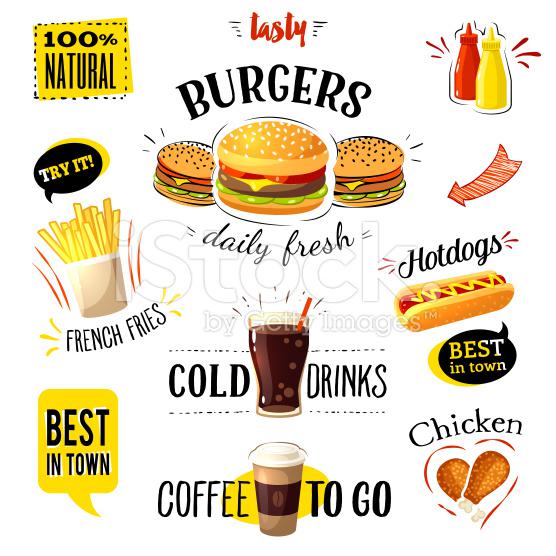 100%
NATURAL
tasty
BURGERS
TRY IT!
daily fresh
iStock
by Getty Images™
FRENCH FRIES
Hotdogs
BEST
in town
COLD DRINKS
BEST
IN TOWN
Chicken
COFFEE TO GO